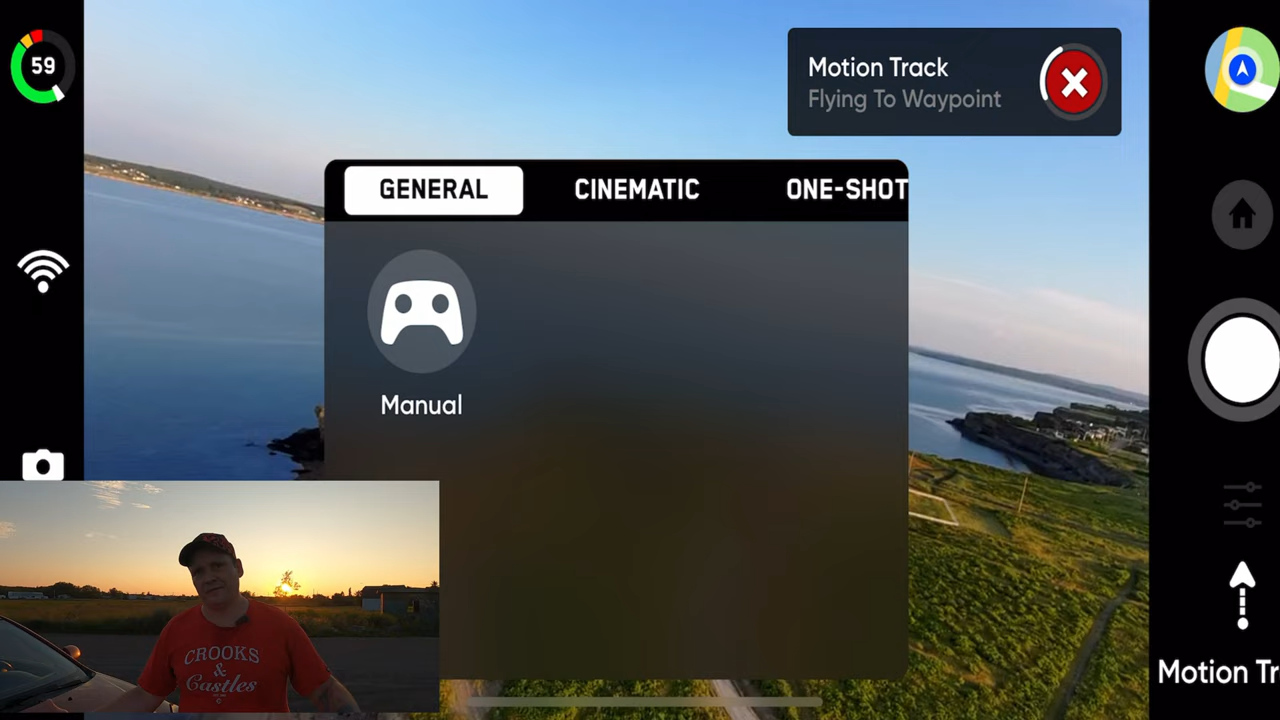 59
Motion Track
Flying To Waypoint
GENERAL
CINEMATIC
ONE-SHOT
Manual
Motion Tr
CROOKS
&
Castles